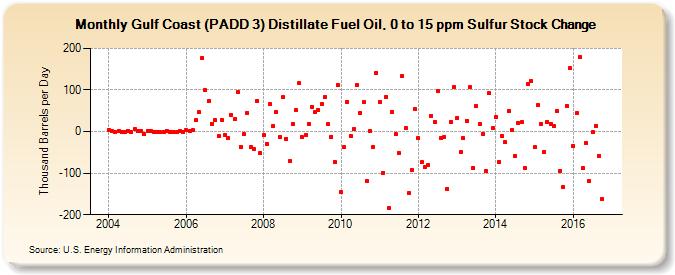 Monthly Gulf Coast (PADD 3) Distillate Fuel Oil, 0 to 15 ppm Sulfur Stock Change
Thousand Barrels per Day
200
100
0
-100
-200
2004 2006 2008 2010 2012 2014 2016
Source: U.S. Energy Information Administration